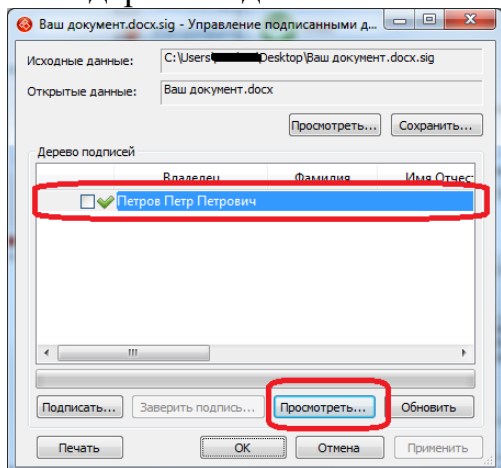 Ваш документ.docx.sig - Управление подписанными д...
Исходные данные: C:\Users\ Desktop\Ваш документ.docx.sig
Открытые данные: Ваш документ.docx
Просмотреть... Сохранить...
Дерево подписей
Владелец Фамилия Имя Отчес
Петров Петр Петрович
Подписать... Заверить подпись... Просмотреть... Обновить
Печать OK Отмена Применить